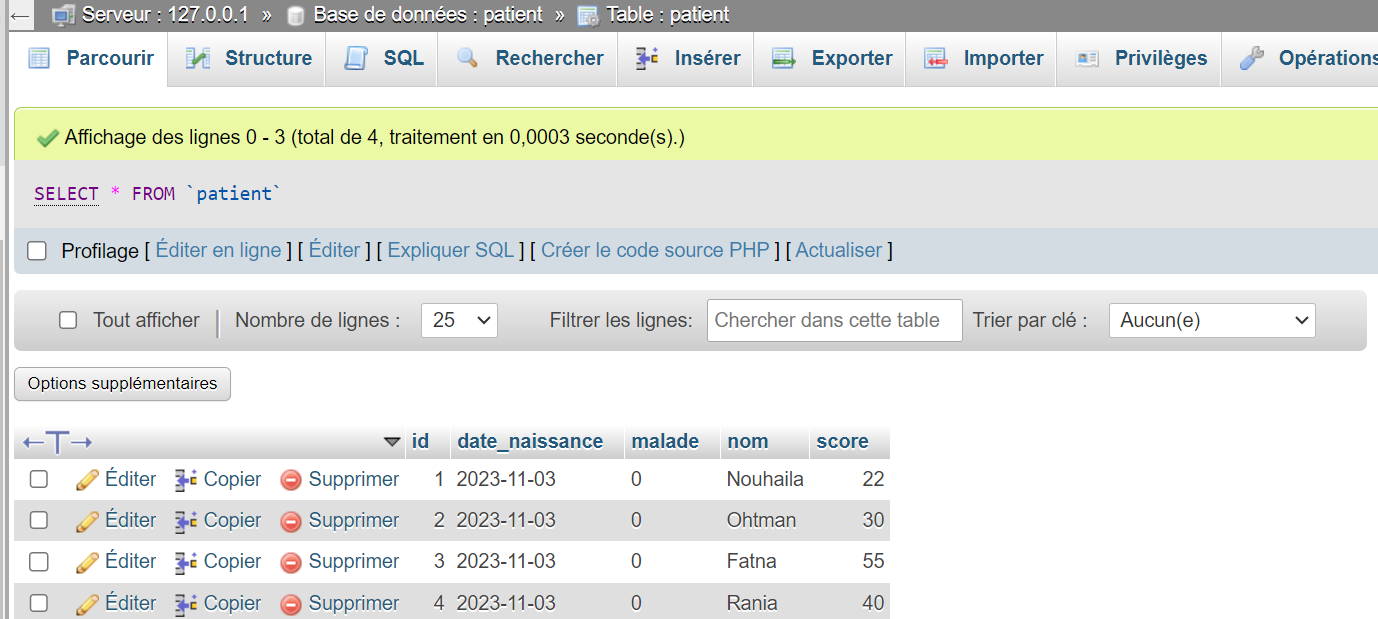 Serveur : 127.0.0.1 » Base de données : patient » Table : patient
Parcourir Structure SQL Rechercher Insérer Exporter Importer Privilèges Opérations
Affichage des lignes 0 - 3 (total de 4, traitement en 0,0003 seconde(s).)
SELECT * FROM `patient`
Profilage [ Éditer en ligne ] [ Éditer ] [ Expliquer SQL ] [ Créer le code source PHP ] [ Actualiser ]
Tout afficher | Nombre de lignes : 25 Filtrer les lignes: Chercher dans cette table Trier par clé : Aucun(e)
Options supplémentaires
←T→ id date_naissance malade nom score
Éditer Copier Supprimer 1 2023-11-03 0 Nouhaila 22
Éditer Copier Supprimer 2 2023-11-03 0 Ohtman 30
Éditer Copier Supprimer 3 2023-11-03 0 Fatna 55
Éditer Copier Supprimer 4 2023-11-03 0 Rania 40